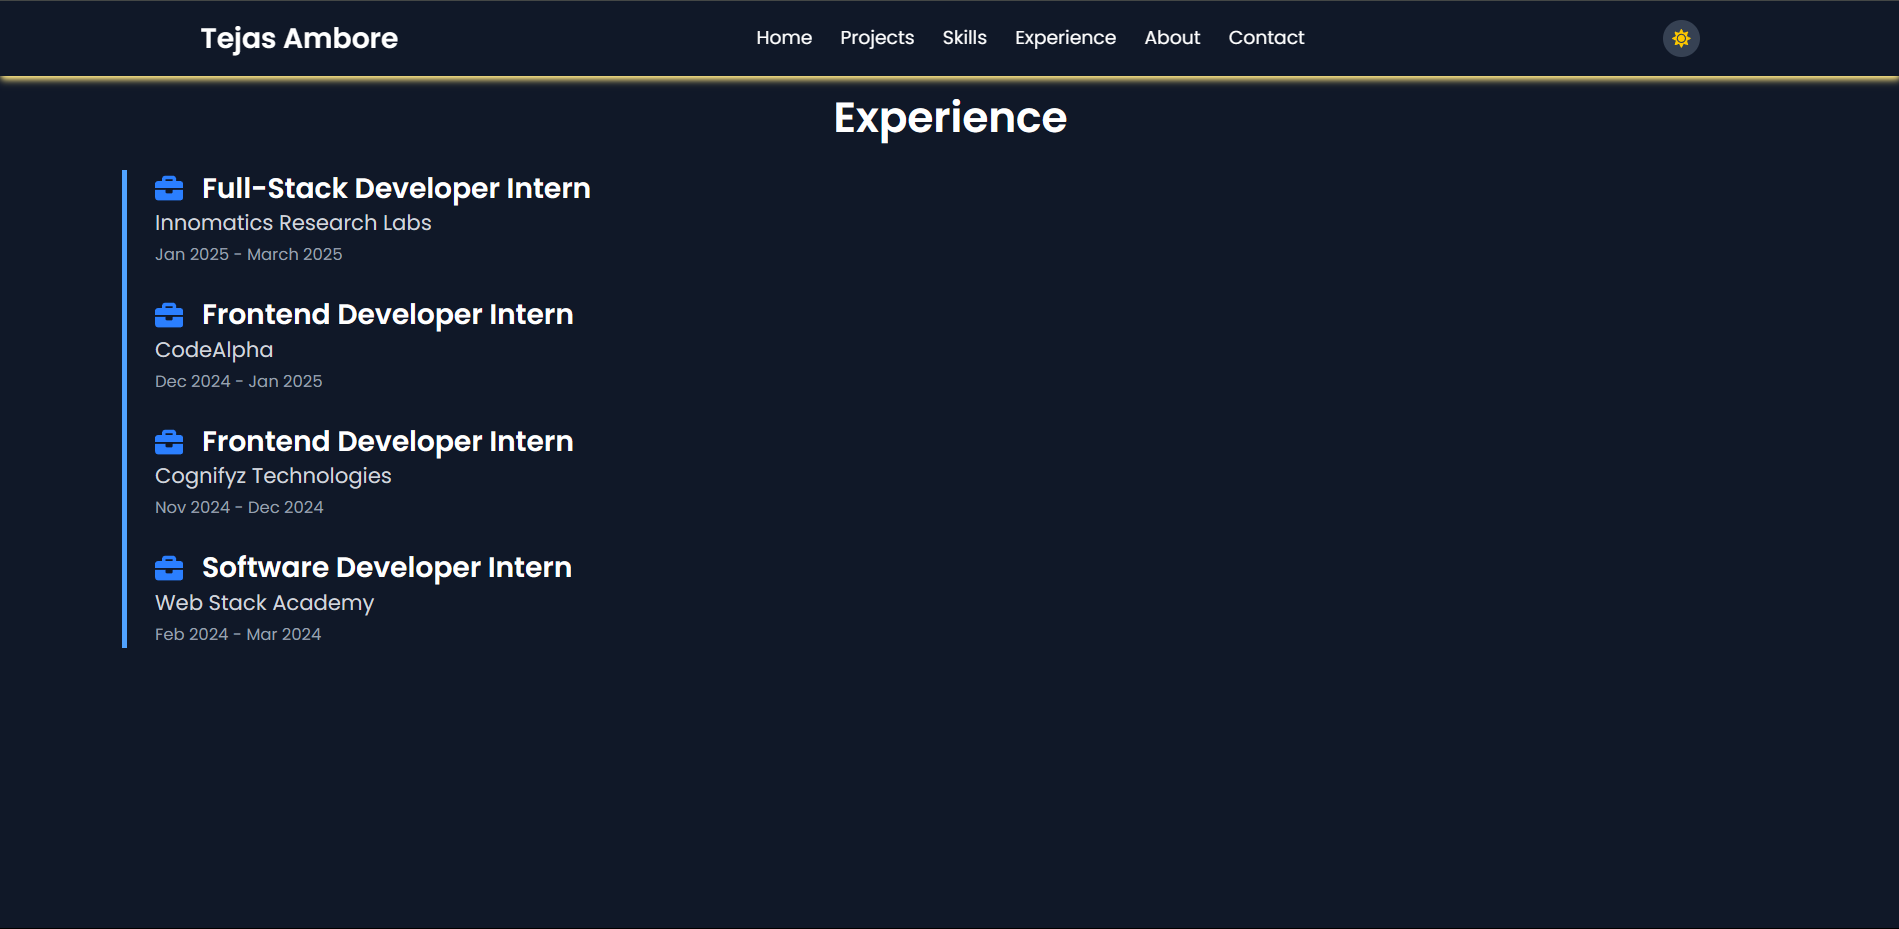 Tejas Ambore
Home Projects Skills Experience About Contact
Experience
Full-Stack Developer Intern
Innomatics Research Labs
Jan 2025 - March 2025
Frontend Developer Intern
CodeAlpha
Dec 2024 - Jan 2025
Frontend Developer Intern
Cognifyz Technologies
Nov 2024 - Dec 2024
Software Developer Intern
Web Stack Academy
Feb 2024 - Mar 2024